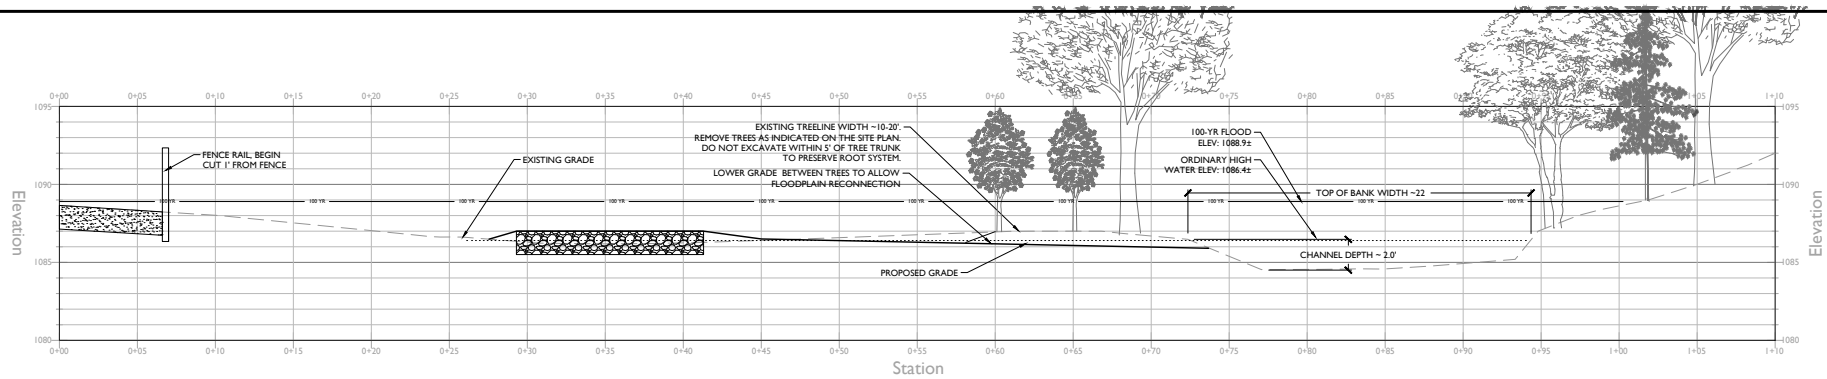 0+00 0+05 0+10 0+15 0+20 0+25 0+30 0+35 0+40 0+45 0+50 0+55 0+60 0+65 0+70 0+75 0+80 0+85 0+90 0+95 1+00 1+05 1+10
1095
1095
FENCE RAIL, BEGIN
CUT 1' FROM FENCE
EXISTING GRADE
EXISTING TREELINE WIDTH ~10-20'.
REMOVE TREES AS INDICATED ON THE SITE PLAN.
DO NOT EXCAVATE WITHIN 5' OF TREE TRUNK
TO PRESERVE ROOT SYSTEM.
LOWER GRADE BETWEEN TREES TO ALLOW
FLOODPLAIN RECONNECTION
100-YR FLOOD
ELEV: 1088.9±
ORDINARY HIGH
WATER ELEV: 1086.4±
TOP OF BANK WIDTH ~22
1090
1090
100 YR 100 YR 100 YR 100 YR 100 YR 100 YR 100 YR 100 YR 100 YR 100 YR
Elevation
Elevation
CHANNEL DEPTH ~ 2.0'
1085
1085
PROPOSED GRADE
1080
1080
0+00 0+05 0+10 0+15 0+20 0+25 0+30 0+35 0+40 0+45 0+50 0+55 0+60 0+65 0+70 0+75 0+80 0+85 0+90 0+95 1+00 1+05 1+10
Station